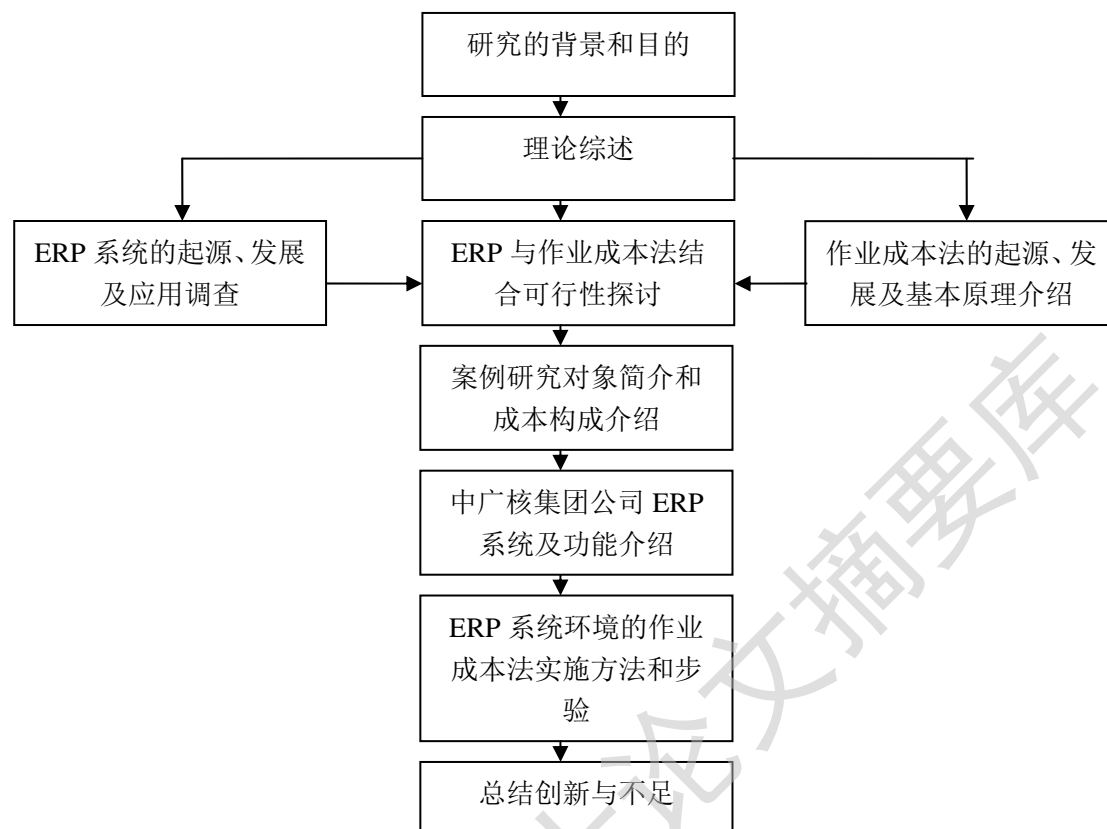 研究的背景和目的
理论综述
ERP 系统的起源、发展
及应用调查
ERP 与作业成本法结
合可行性探讨
作业成本法的起源、发
展及基本原理介绍
案例研究对象简介和
成本构成介绍
中广核集团公司 ERP
系统及功能介绍
ERP 系统环境的作业
成本法实施方法和步
验
总结创新与不足
论文摘要库